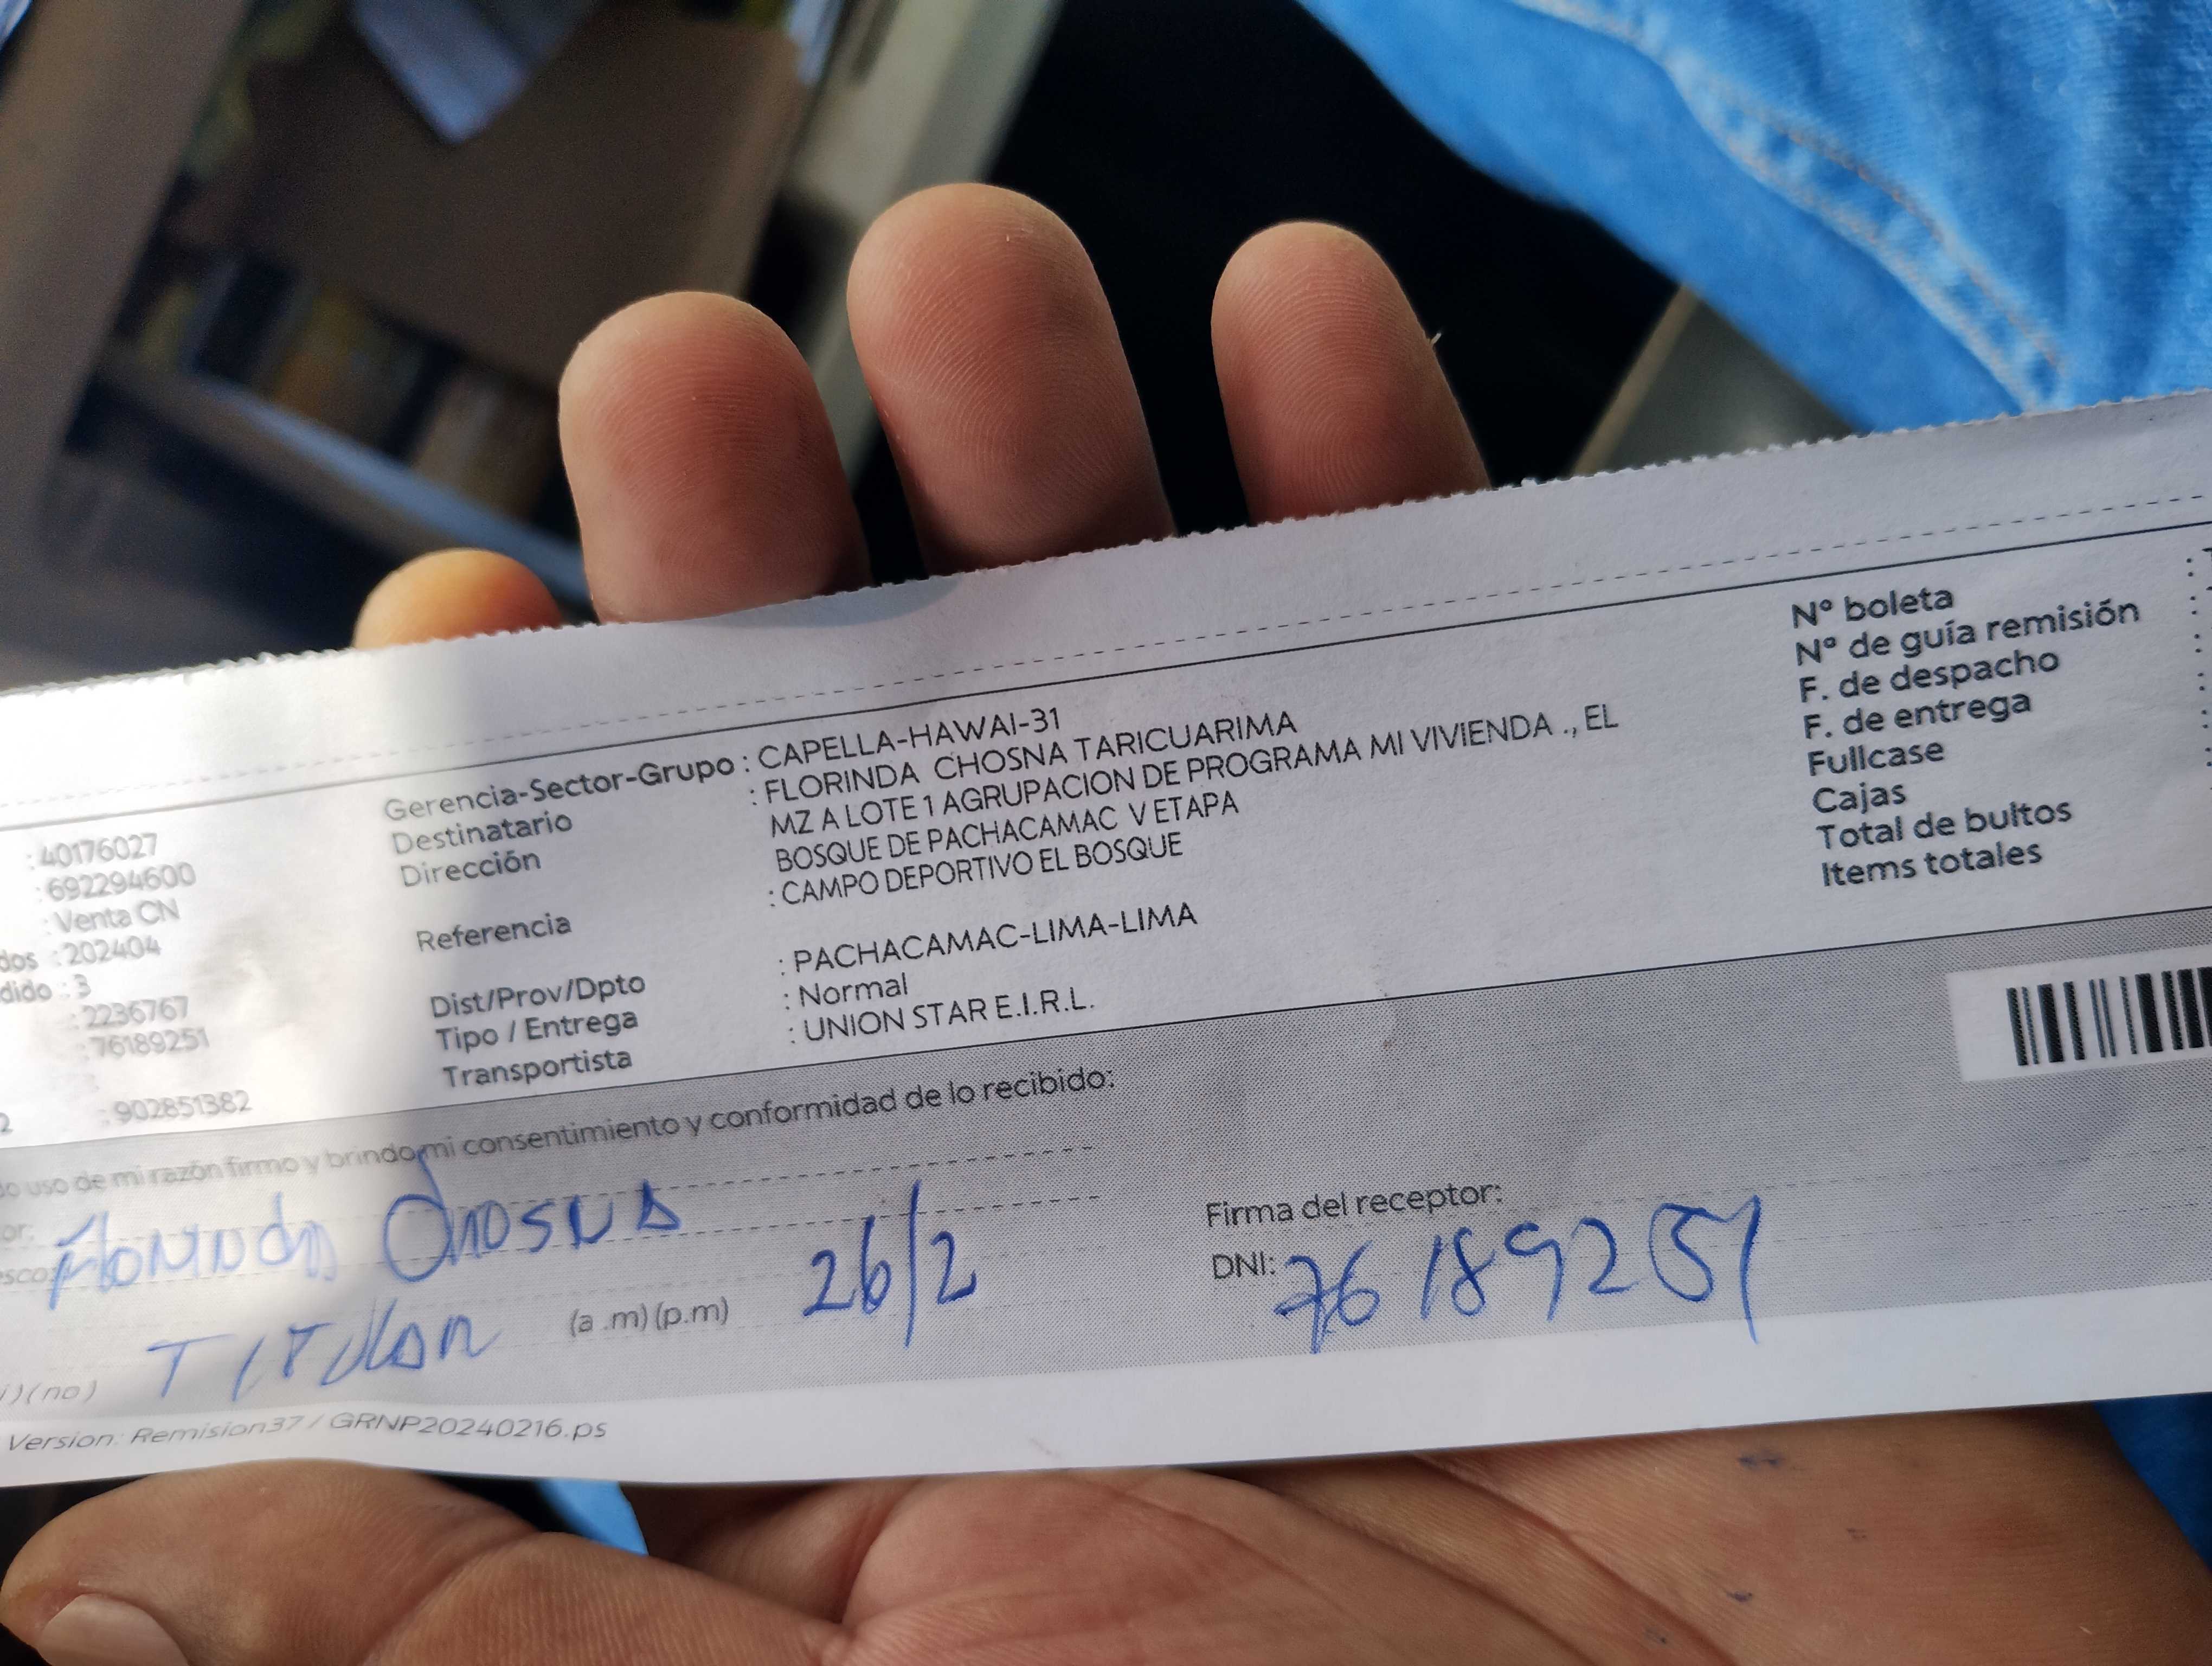 : 40176027
: 692294600
: Venta CN
dos : 202404
dido : 3
: 2236767
: 76189251
2 : 902851382
Gerencia-Sector-Grupo : CAPELLA-HAWAI-31
Destinatario : FLORINDA CHOSNA TARICUARIMA
Dirección : MZ A LOTE 1 AGRUPACION DE PROGRAMA MI VIVIENDA ., EL
BOSQUE DE PACHACAMAC V ETAPA
Referencia : CAMPO DEPORTIVO EL BOSQUE
Dist/Prov/Dpto : PACHACAMAC-LIMA-LIMA
Tipo / Entrega : Normal
Transportista : UNION STAR E.I.R.L.
Nº boleta :
Nº de guía remisión :
F. de despacho :
F. de entrega :
Fullcase :
Cajas
Total de bultos
Items totales
do uso de mi razón firmo y brindo mi consentimiento y conformidad de lo recibido:
or: Florinda Chosna
esco:
TITULAR (a .m) (p.m) 26/2
i) (no)
Firma del receptor:
DNI: 76189251
Version: Remision37 / GRNP20240216.ps